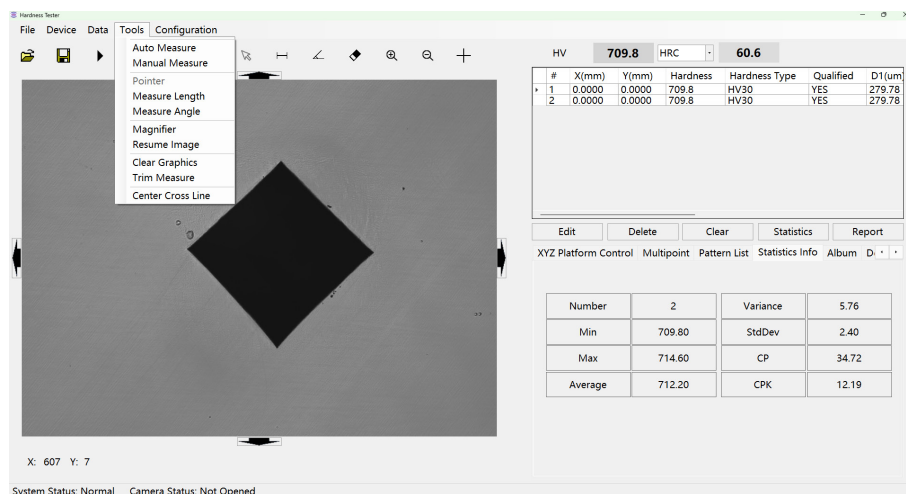 Hardness Tester
File Device Data Tools Configuration
Auto Measure
Manual Measure
Pointer
Measure Length
Measure Angle
Magnifier
Resume Image
Clear Graphics
Trim Measure
Center Cross Line
HV 709.8 HRC 60.6
# X(mm) Y(mm) Hardness Hardness Type Qualified D1(um)
1 0.0000 0.0000 709.8 HV30 YES 279.78
2 0.0000 0.0000 709.8 HV30 YES 279.78
Edit Delete Clear Statistics Report
XYZ Platform Control Multipoint Pattern List Statistics Info Album
Number 2 Variance 5.76
Min 709.80 StdDev 2.40
Max 714.60 CP 34.72
Average 712.20 CPK 12.19
X: 607 Y: 7
System Status: Normal Camera Status: Not Opened